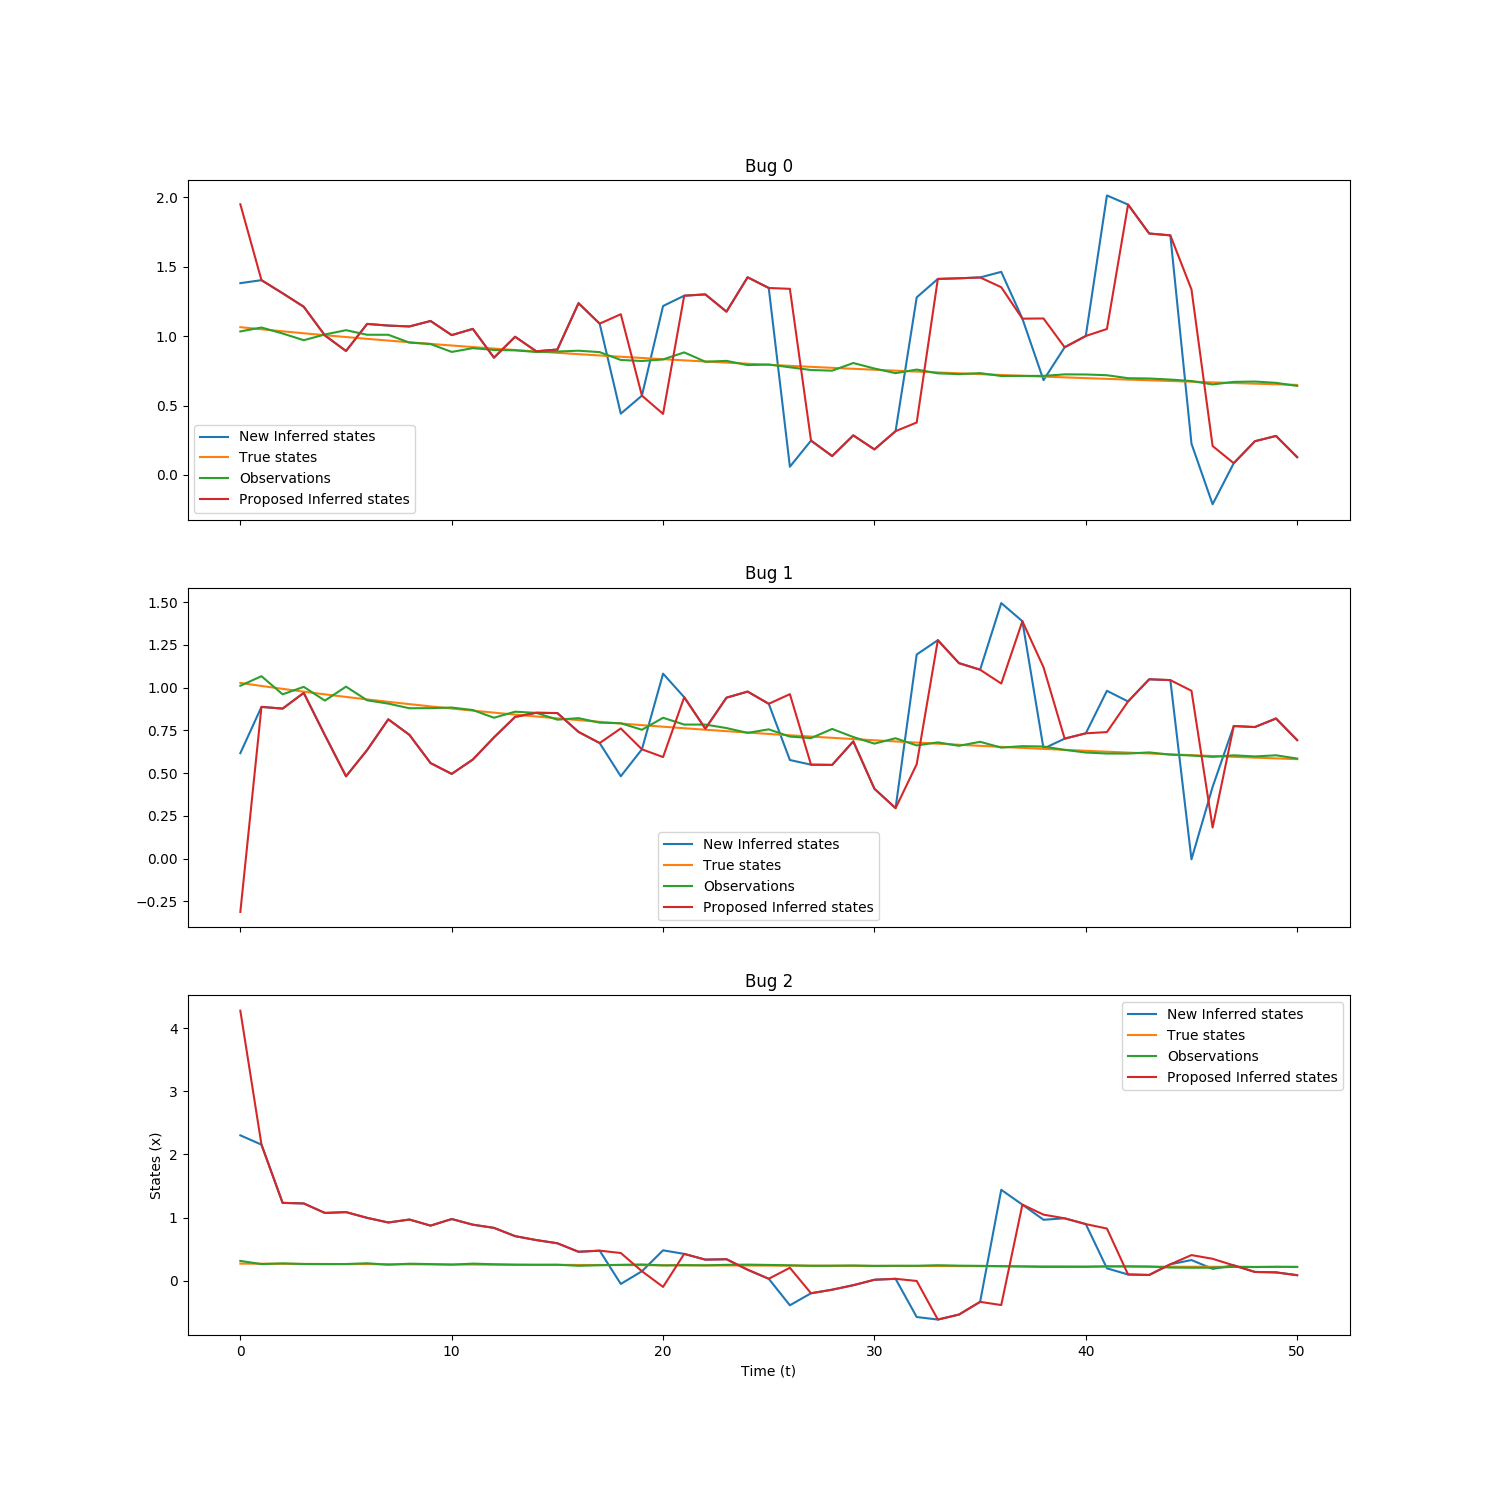 Bug 0
2.0
1.5
1.0
0.5
0.0
New Inferred states
True states
Observations
Proposed Inferred states
Bug 1
1.50
1.25
1.00
0.75
0.50
0.25
0.00
−0.25
New Inferred states
True states
Observations
Proposed Inferred states
Bug 2
4
3
2
1
0
States (x)
New Inferred states
True states
Observations
Proposed Inferred states
0 10 20 30 40 50
Time (t)